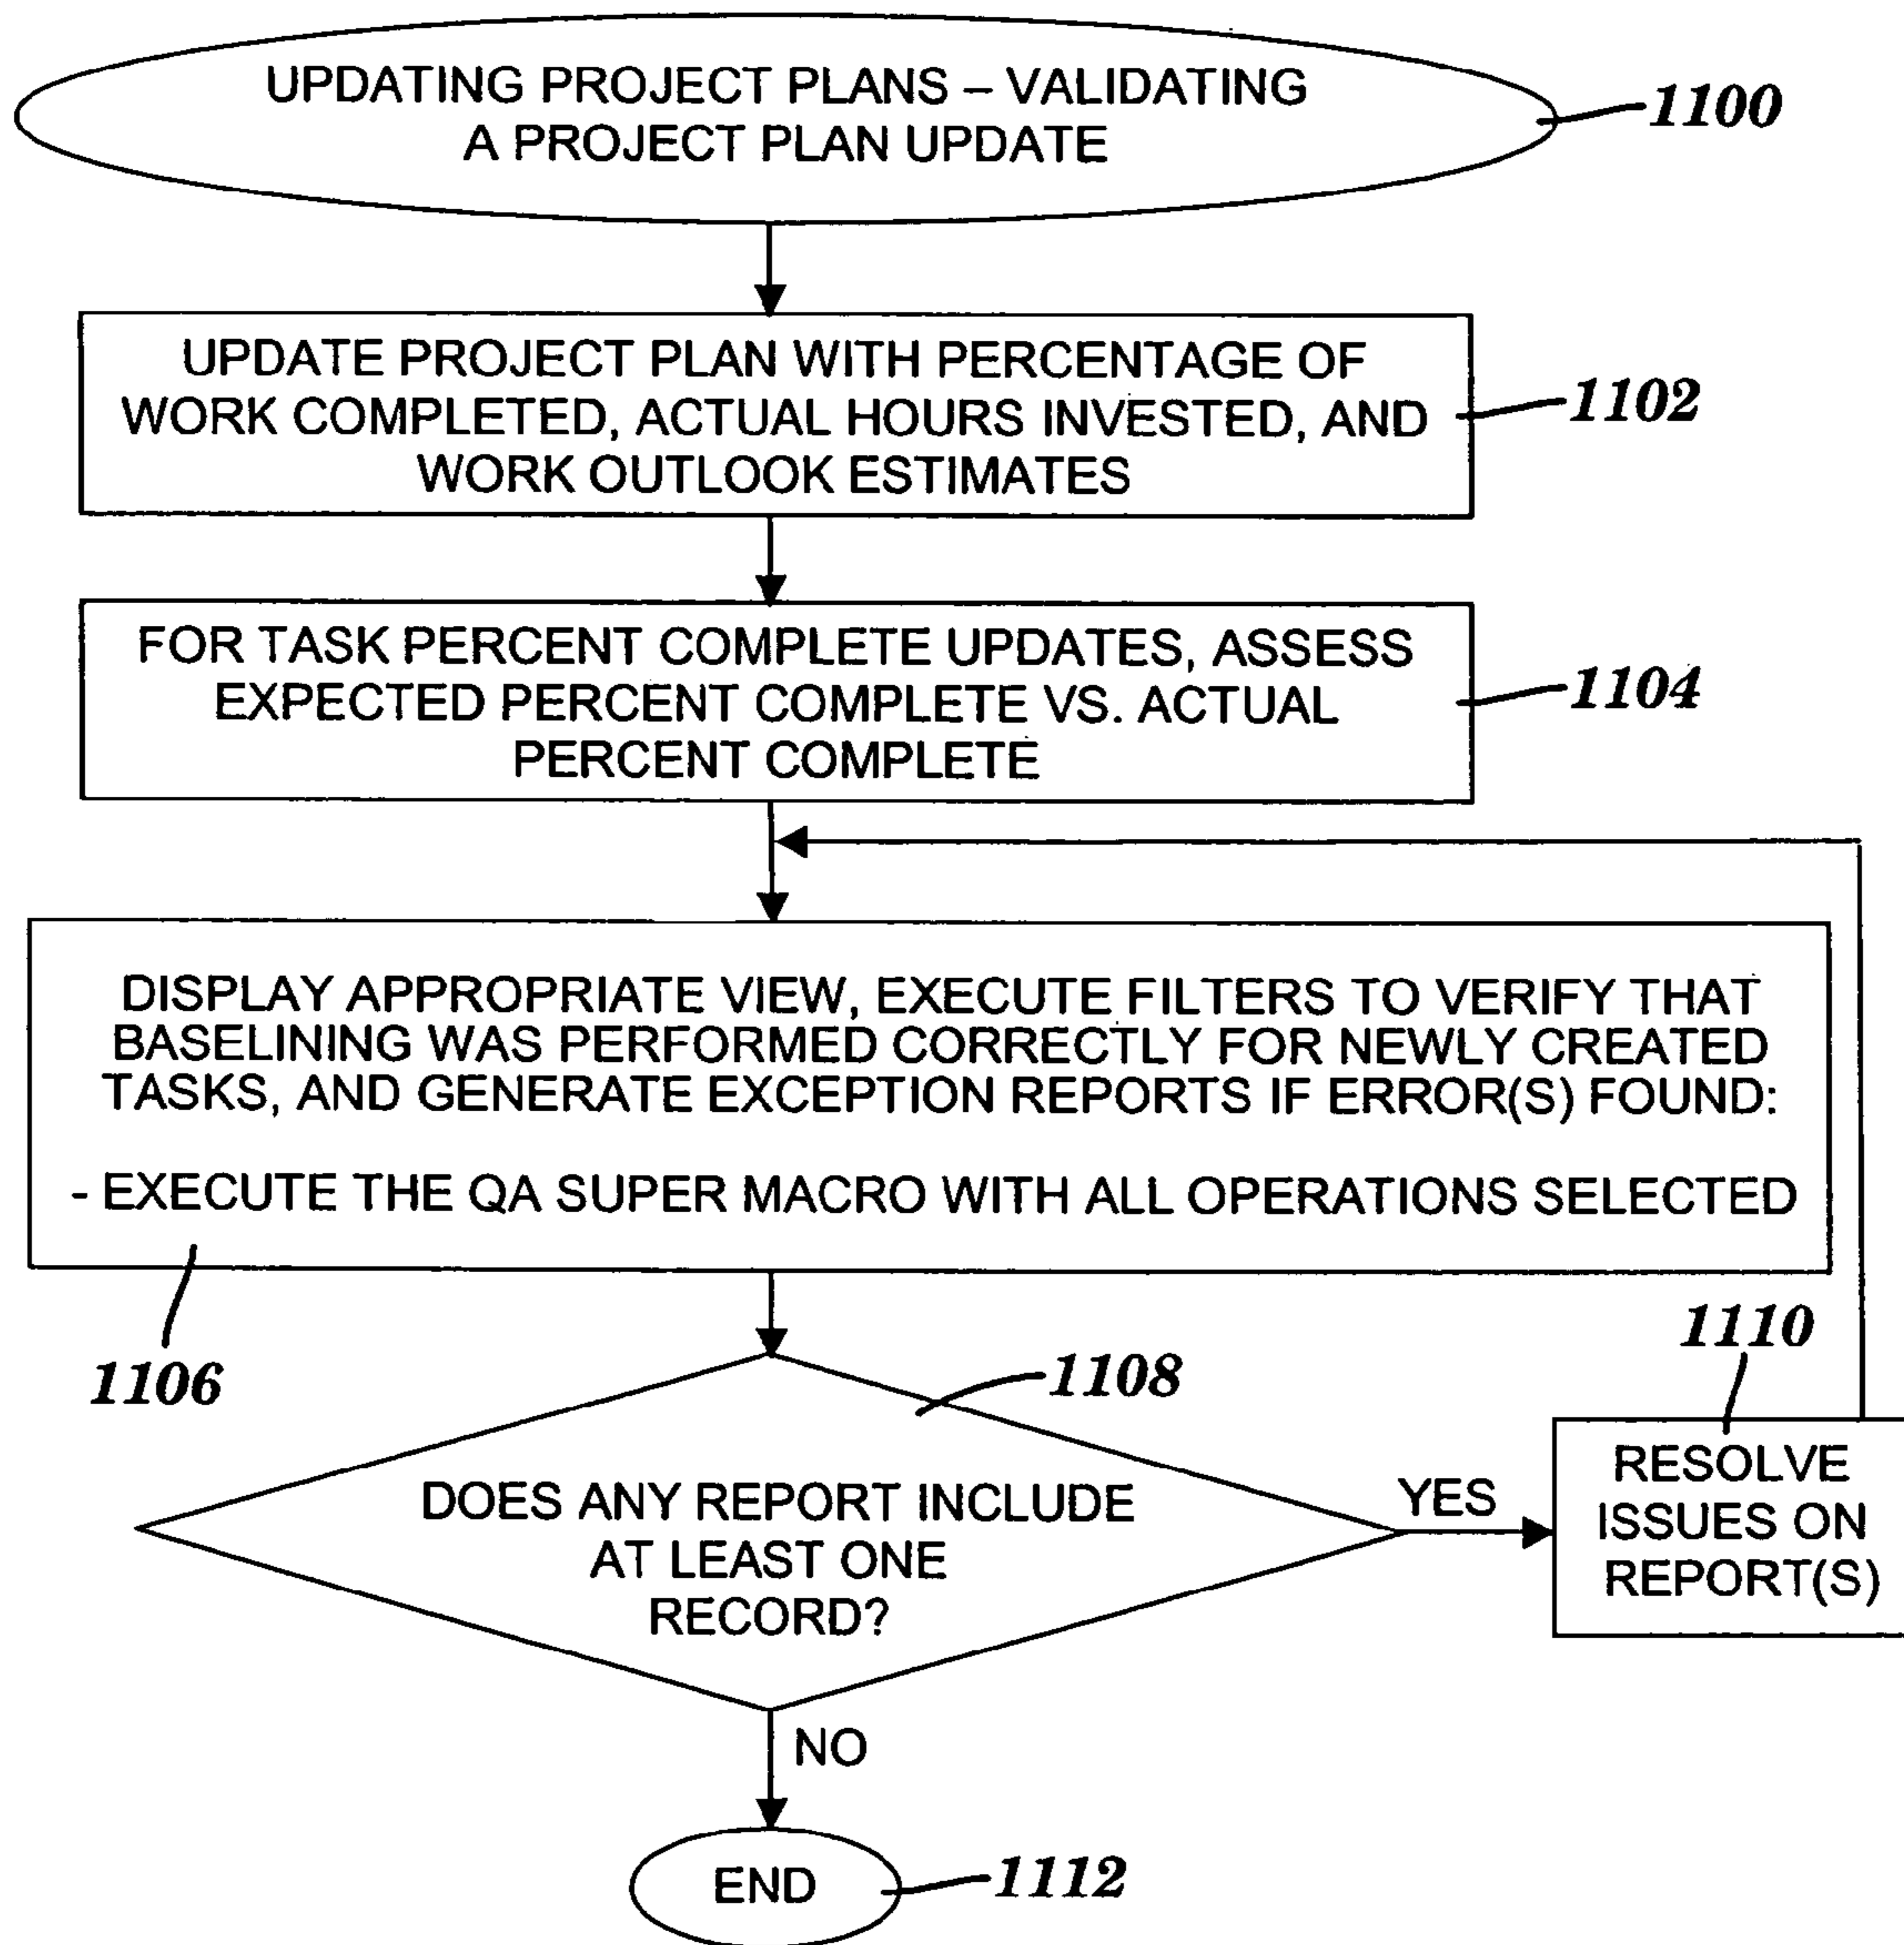 UPDATING PROJECT PLANS – VALIDATING
A PROJECT PLAN UPDATE
1100
UPDATE PROJECT PLAN WITH PERCENTAGE OF
WORK COMPLETED, ACTUAL HOURS INVESTED, AND
WORK OUTLOOK ESTIMATES
1102
FOR TASK PERCENT COMPLETE UPDATES, ASSESS
EXPECTED PERCENT COMPLETE VS. ACTUAL
PERCENT COMPLETE
1104
DISPLAY APPROPRIATE VIEW, EXECUTE FILTERS TO VERIFY THAT
BASELINING WAS PERFORMED CORRECTLY FOR NEWLY CREATED
TASKS, AND GENERATE EXCEPTION REPORTS IF ERROR(S) FOUND:
- EXECUTE THE QA SUPER MACRO WITH ALL OPERATIONS SELECTED
1106
1108
DOES ANY REPORT INCLUDE
AT LEAST ONE
RECORD?
YES
1110
RESOLVE
ISSUES ON
REPORT(S)
NO
END
1112